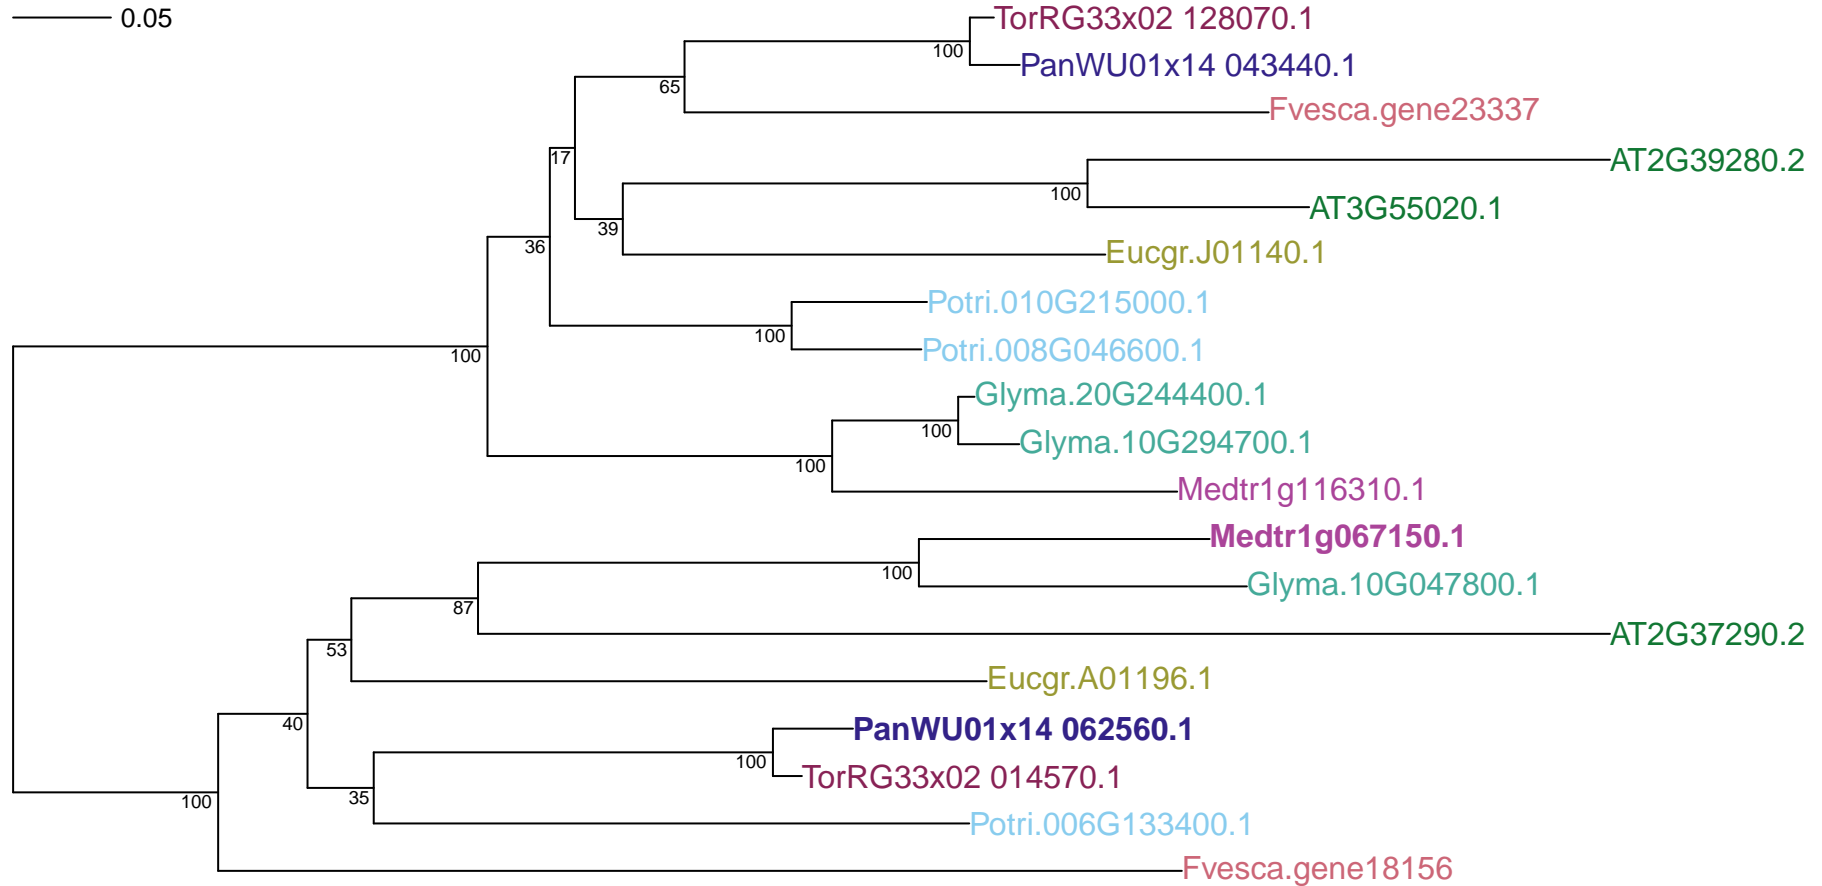 0.05
TorRG33x02 128070.1
100
PanWU01x14 043440.1
65
Fvesca.gene23337
17
AT2G39280.2
100
AT3G55020.1
39
36
Eucgr.J01140.1
Potri.010G215000.1
100
Potri.008G046600.1
100
Glyma.20G244400.1
100
Glyma.10G294700.1
100
Medtr1g116310.1
Medtr1g067150.1
100
Glyma.10G047800.1
87
AT2G37290.2
53
Eucgr.A01196.1
40
PanWU01x14 062560.1
100
TorRG33x02 014570.1
35
100
Potri.006G133400.1
Fvesca.gene18156